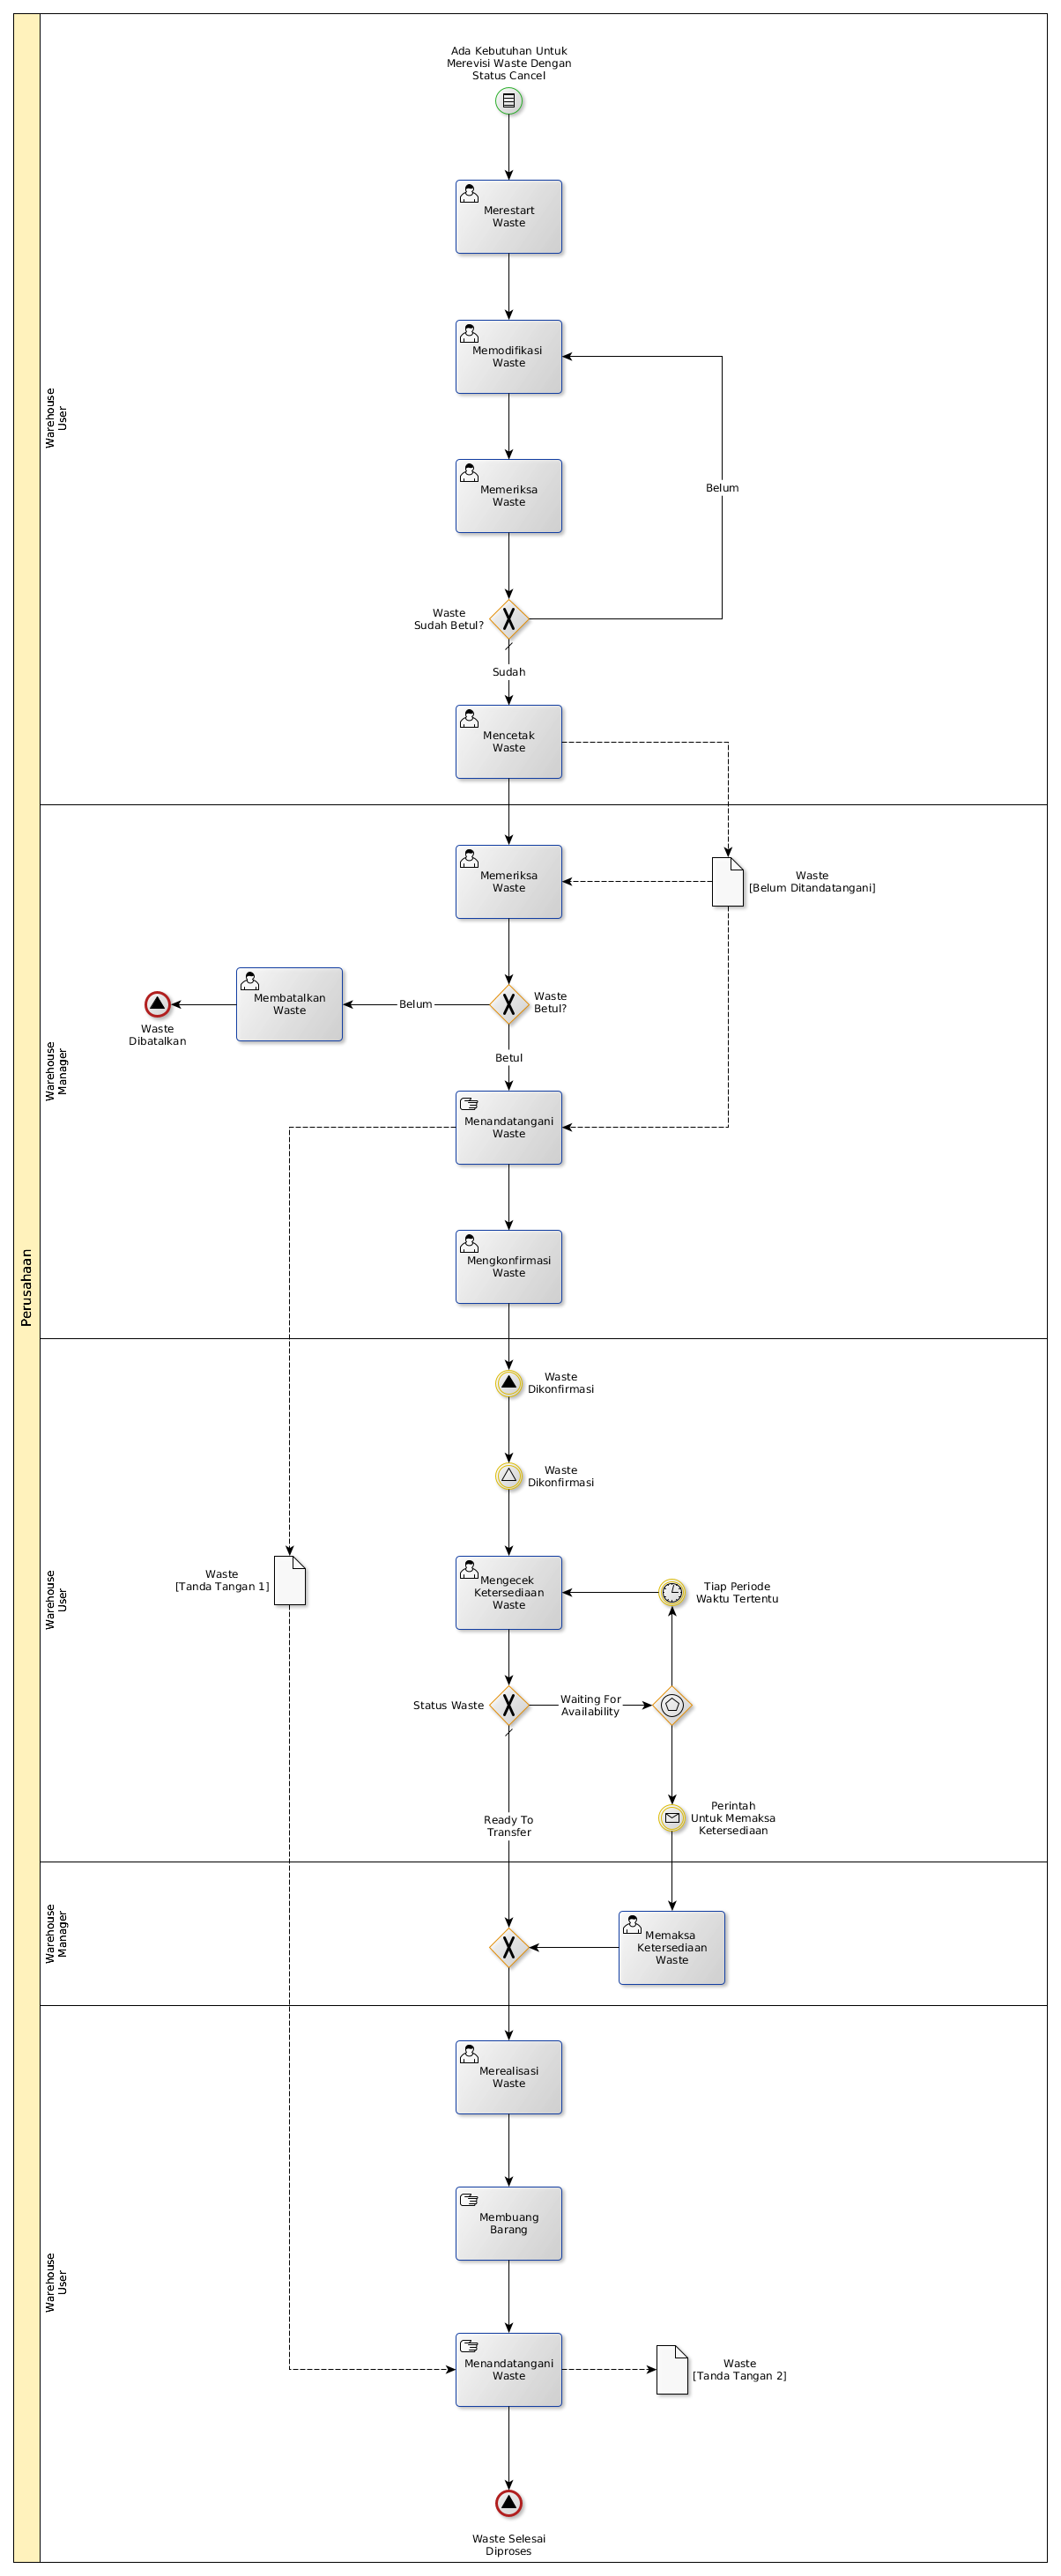 Ada Kebutuhan Untuk
Merevisi Waste Dengan
Status Cancel
Merestart
Waste
Memodifikasi
Waste
Warehouse
User
Memeriksa
Waste
Belum
Waste
Sudah Betul?
Sudah
Mencetak
Waste
Memeriksa
Waste
Waste
[Belum Ditandatangani]
Membatalkan
Waste
Belum
Waste
Betul?
Waste
Dibatalkan
Warehouse
Manager
Betul
Menandatangani
Waste
Mengkonfirmasi
Waste
Perusahaan
Waste
Dikonfirmasi
Waste
Dikonfirmasi
Warehouse
User
Waste
[Tanda Tangan 1]
Mengecek
Ketersediaan
Waste
Tiap Periode
Waktu Tertentu
Status Waste
Waiting For
Availability
Ready To
Transfer
Perintah
Untuk Memaksa
Ketersediaan
Warehouse
Manager
Memaksa
Ketersediaan
Waste
Merealisasi
Waste
Membuang
Barang
Warehouse
User
Menandatangani
Waste
Waste
[Tanda Tangan 2]
Waste Selesai
Diproses